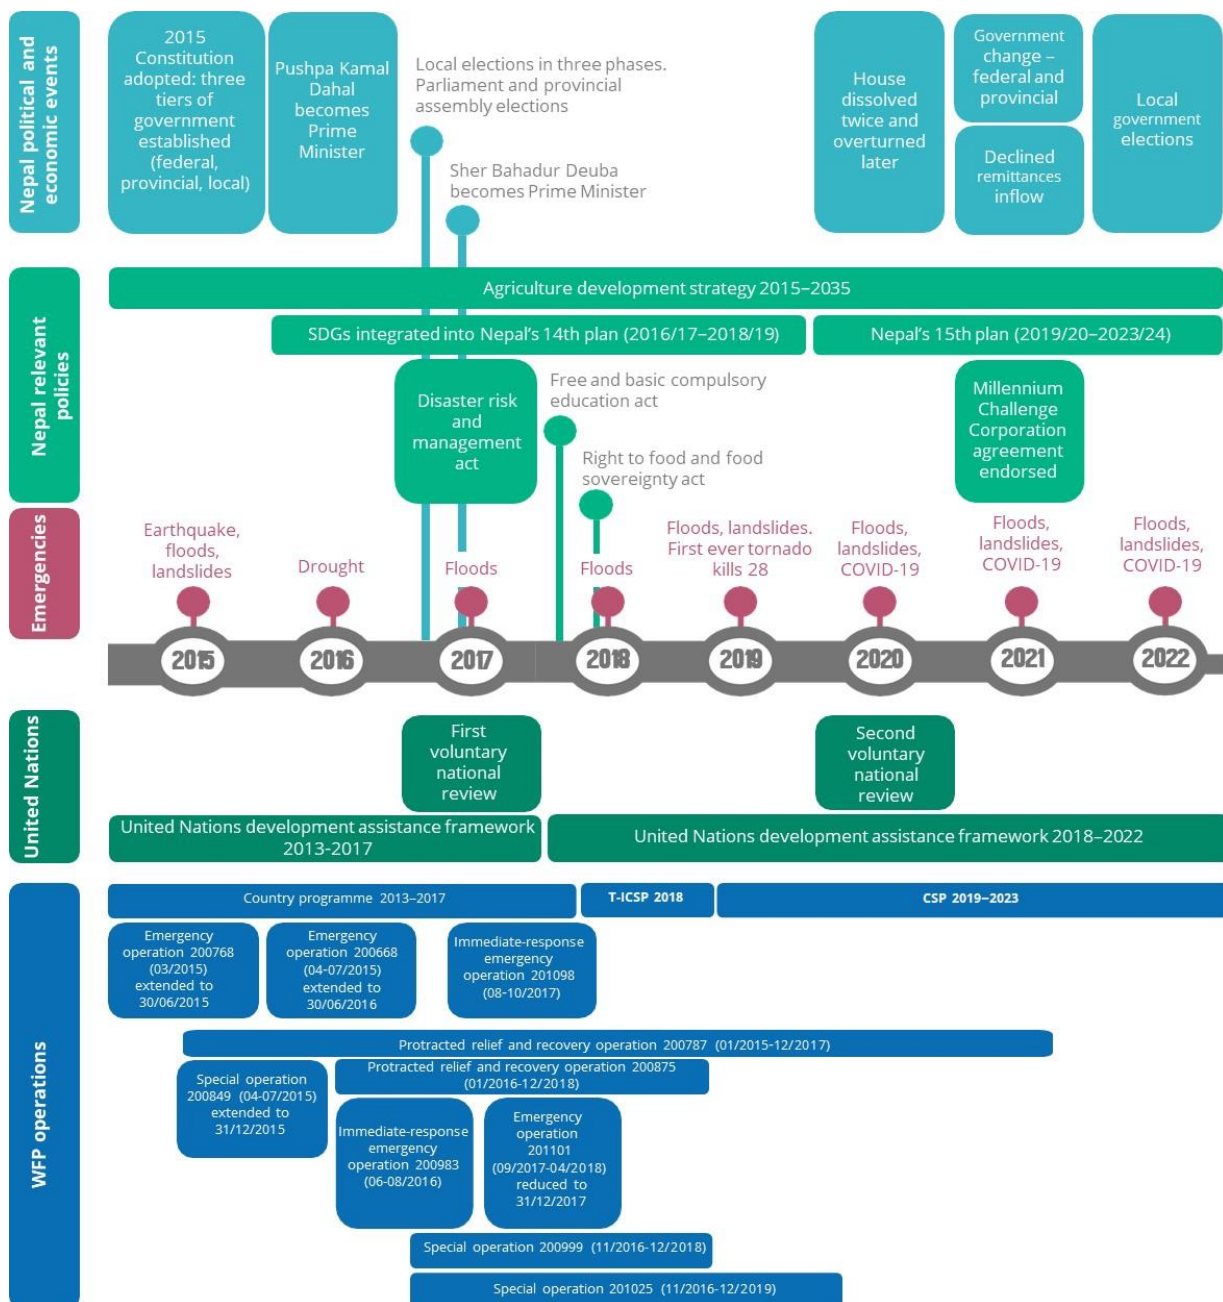 Nepal political and
economic events
2015
Constitution
adopted: three
tiers of
government
established
(federal,
provincial, local)
Pushpa Kamal
Dahal
becomes
Prime
Minister
Local elections in three phases.
Parliament and provincial
assembly elections
Sher Bahadur Deuba
becomes Prime Minister
House
dissolved
twice and
overturned
later
Government
change –
federal and
provincial
Declined
remittances
inflow
Local
government
elections
Nepal relevant
policies
Agriculture development strategy 2015–2035
SDGs integrated into Nepal's 14th plan (2016/17–2018/19)
Nepal's 15th plan (2019/20–2023/24)
Disaster risk
and
management
act
Free and basic compulsory
education act
Right to food and food
sovereignty act
Millennium
Challenge
Corporation
agreement
endorsed
Emergencies
Earthquake,
floods,
landslides
Drought
Floods
Floods
Floods, landslides.
First ever tornado
kills 28
Floods,
landslides,
COVID-19
Floods,
landslides,
COVID-19
Floods,
landslides,
COVID-19
2015
2016
2017
2018
2019
2020
2021
2022
United Nations
First
voluntary
national
review
Second
voluntary
national
review
United Nations development assistance framework
2013-2017
United Nations development assistance framework 2018–2022
WFP operations
Country programme 2013–2017
T-ICSP 2018
CSP 2019–2023
Emergency
operation 200768
(03/2015)
extended to
30/06/2015
Emergency
operation 200668
(04-07/2015)
extended to
30/06/2016
Immediate-response
emergency
operation 201098
(08-10/2017)
Protracted relief and recovery operation 200787 (01/2015-12/2017)
Protracted relief and recovery operation 200875
(01/2016-12/2018)
Special operation
200849 (04-07/2015)
extended to
31/12/2015
Immediate-response
emergency
operation 200983
(06-08/2016)
Emergency
operation
201101
(09/2017-04/2018)
reduced to
31/12/2017
Special operation 200999 (11/2016-12/2018)
Special operation 201025 (11/2016-12/2019)